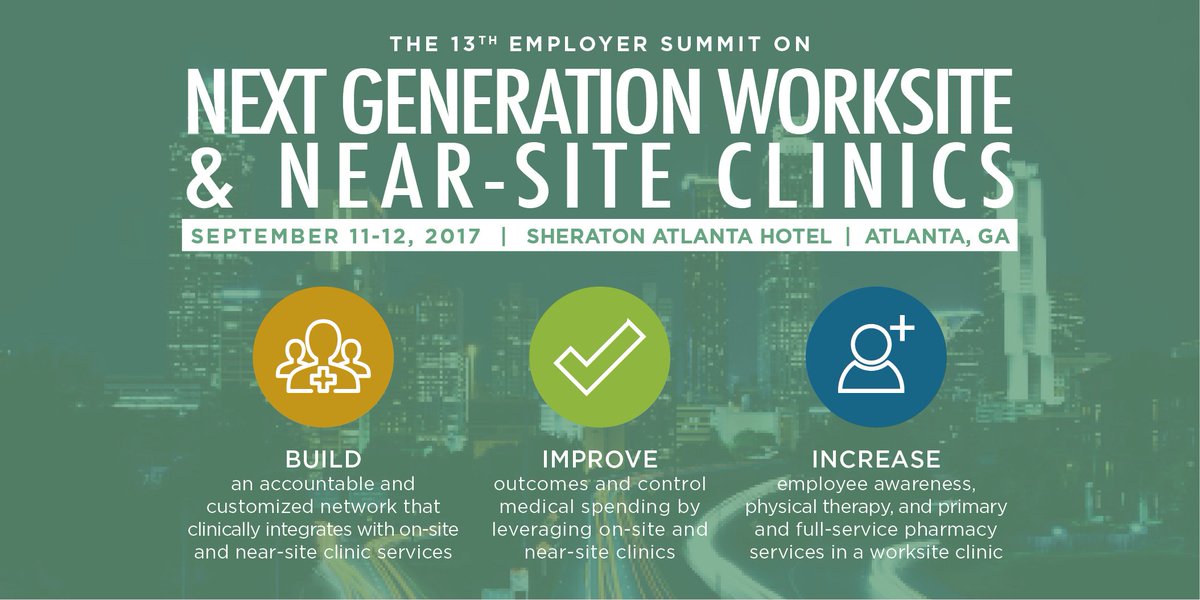 THE 13TH EMPLOYER SUMMIT ON
NEXT GENERATION WORKSITE
& NEAR-SITE CLINICS
SEPTEMBER 11-12, 2017 | SHERATON ATLANTA HOTEL | ATLANTA, GA
BUILD
an accountable and
customized network that
clinically integrates with on-site
and near-site clinic services
IMPROVE
outcomes and control
medical spending by
leveraging on-site and
near-site clinics
INCREASE
employee awareness,
physical therapy, and primary
and full-service pharmacy
services in a worksite clinic